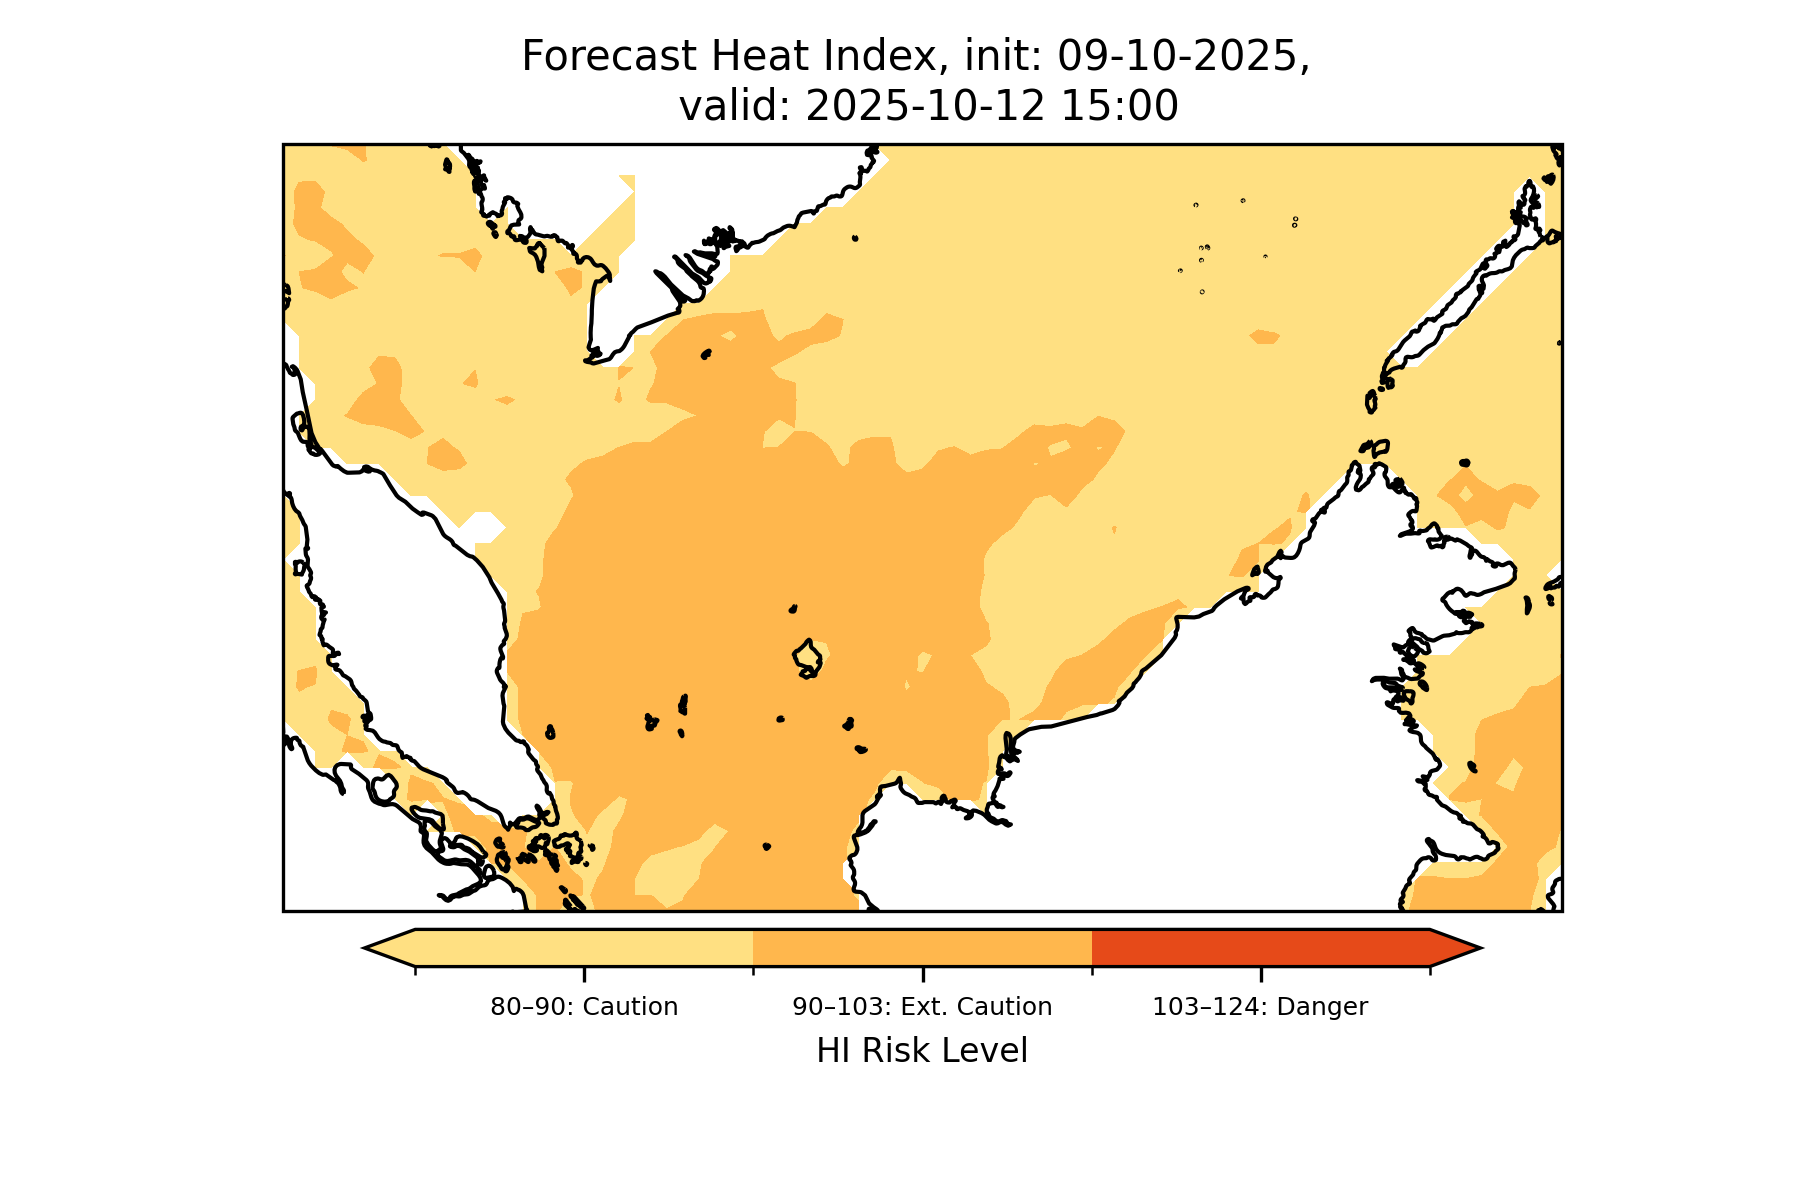 Forecast Heat Index, init: 09-10-2025,
valid: 2025-10-12 15:00
80–90: Caution
90–103: Ext. Caution
103–124: Danger
HI Risk Level